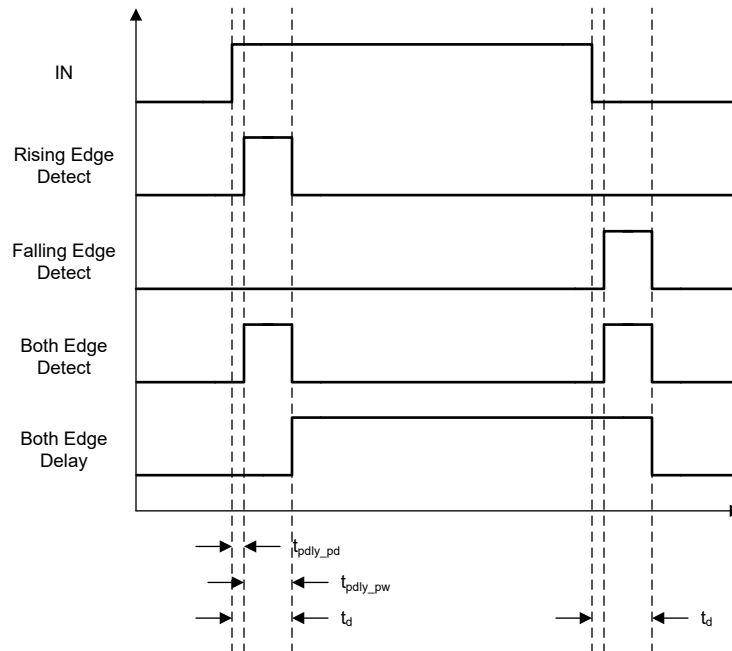 IN
Rising Edge
Detect
Falling Edge
Detect
Both Edge
Detect
Both Edge
Delay
tpdly_pd
tpdly_pw
td
td